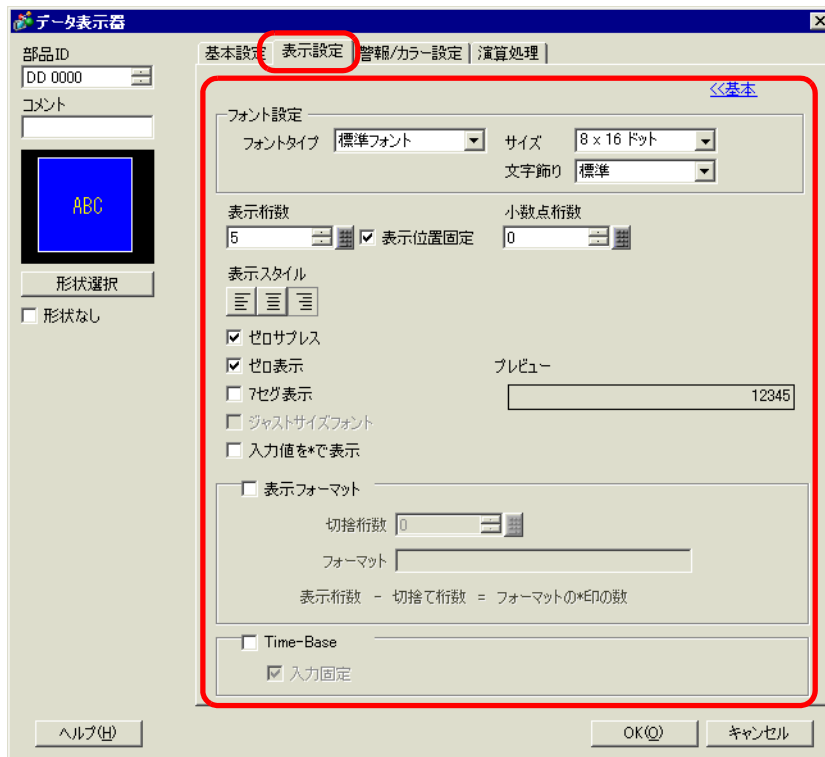 データ表示器
部品ID
DD 0000
コメント
ABC
形状選択
形状なし
基本設定 表示設定 警報/カラー設定 演算処理
<<基本
フォント設定
フォントタイプ 標準フォント サイズ 8 x 16 ドット
文字飾り 標準
表示桁数 小数点桁数
5 表示位置固定 0
表示スタイル
ゼロサプレス
ゼロ表示 プレビュー
7セグ表示 12345
ジャストサイズフォント
入力値を*で表示
表示フォーマット
切捨桁数 0
フォーマット
表示桁数 - 切捨て桁数 = フォーマットの*印の数
Time-Base
入力固定
ヘルプ(H) OK(O) キャンセル